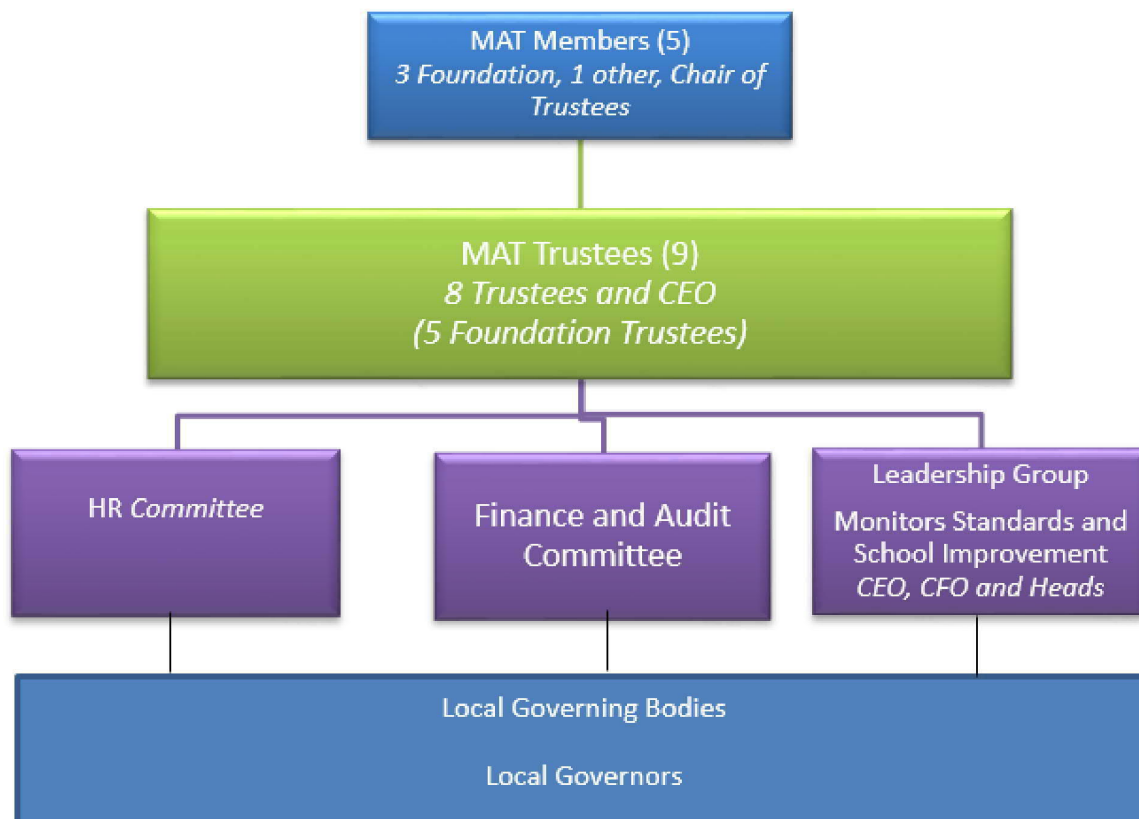 MAT Members (5)
3 Foundation, 1 other, Chair of
Trustees
MAT Trustees (9)
8 Trustees and CEO
(5 Foundation Trustees)
HR Committee
Finance and Audit
Committee
Leadership Group
Monitors Standards and
School Improvement
CEO, CFO and Heads
Local Governing Bodies
Local Governors